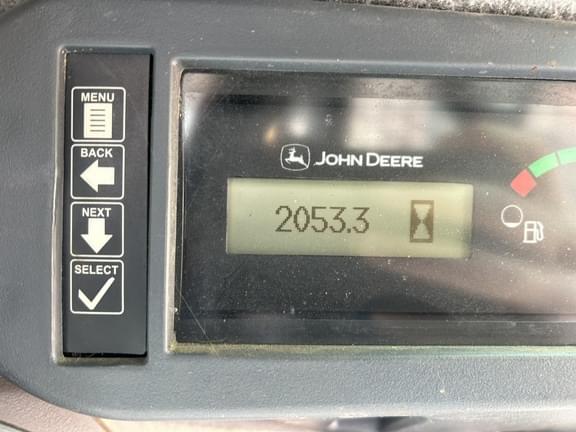 MENU
BACK
NEXT
SELECT
JOHN DEERE
2053.3